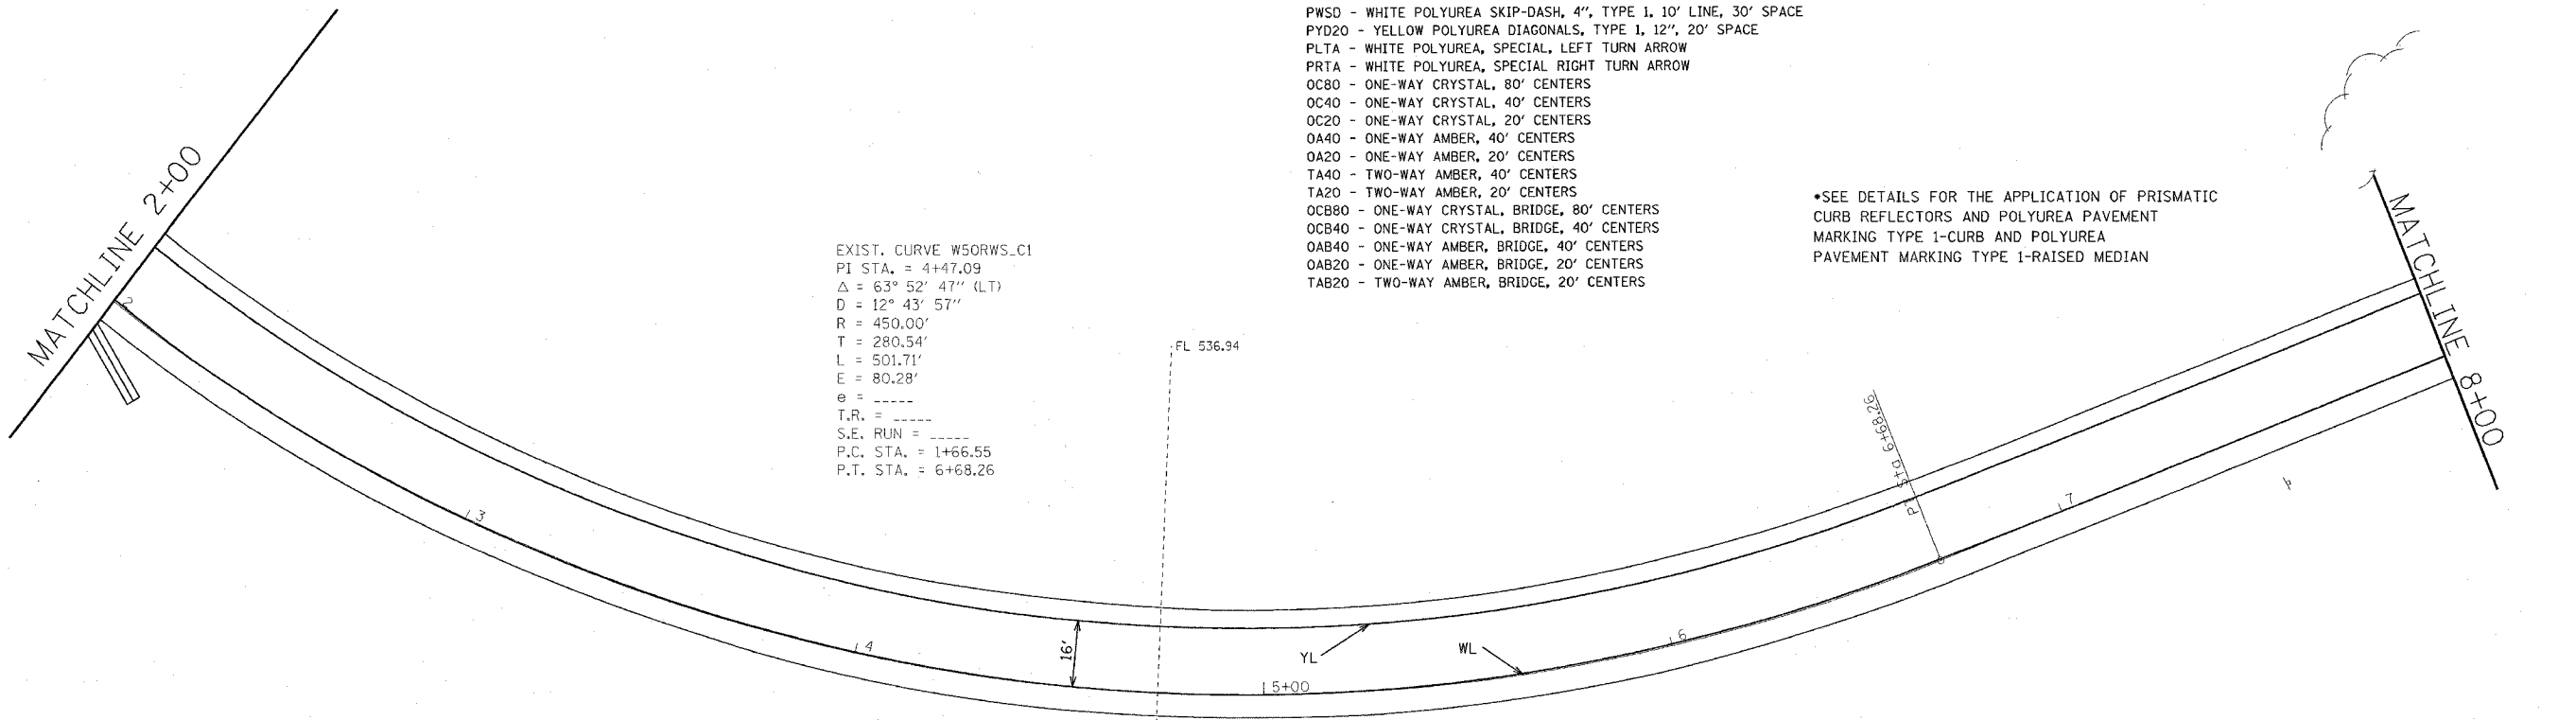 PWSD - WHITE POLYUREA SKIP-DASH, 4", TYPE 1, 10' LINE, 30' SPACE
PYD20 - YELLOW POLYUREA DIAGONALS, TYPE 1, 12", 20' SPACE
PLTA - WHITE POLYUREA, SPECIAL, LEFT TURN ARROW
PRTA - WHITE POLYUREA, SPECIAL RIGHT TURN ARROW
OC80 - ONE-WAY CRYSTAL, 80' CENTERS
OC40 - ONE-WAY CRYSTAL, 40' CENTERS
OC20 - ONE-WAY CRYSTAL, 20' CENTERS
OA40 - ONE-WAY AMBER, 40' CENTERS
OA20 - ONE-WAY AMBER, 20' CENTERS
TA40 - TWO-WAY AMBER, 40' CENTERS
TA20 - TWO-WAY AMBER, 20' CENTERS
OCB80 - ONE-WAY CRYSTAL, BRIDGE, 80' CENTERS
OCB40 - ONE-WAY CRYSTAL, BRIDGE, 40' CENTERS
OAB40 - ONE-WAY AMBER, BRIDGE, 40' CENTERS
OAB20 - ONE-WAY AMBER, BRIDGE, 20' CENTERS
TAB20 - TWO-WAY AMBER, BRIDGE, 20' CENTERS
*SEE DETAILS FOR THE APPLICATION OF PRISMATIC
CURB REFLECTORS AND POLYUREA PAVEMENT
MARKING TYPE 1-CURB AND POLYUREA
PAVEMENT MARKING TYPE 1-RAISED MEDIAN
MATCHLINE 2+00
EXIST. CURVE W50RWS_C1
PI STA. = 4+47.09
Δ = 63° 52' 47" (LT)
D = 12° 43' 57"
R = 450.00'
T = 280.54'
L = 501.71'
E = 80.28'
e = _____
T.R. = _____
S.E. RUN = _____
P.C. STA. = 1+66.55
P.T. STA. = 6+68.26
FL 536.94
MATCHLINE 8+00
PT Sta 6+68.26
2
3
4
16'
5+00
YL
WL
6
7